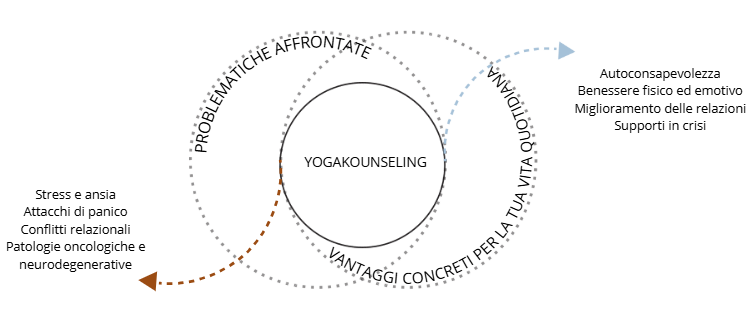 PROBLEMATICHE AFFRONTATE
VANTAGGI CONCRETI PER LA TUA VITA QUOTIDIANA
YOGAKOUNSELING
Autoconsapevolezza
Benessere fisico ed emotivo
Miglioramento delle relazioni
Supporti in crisi
Stress e ansia
Attacchi di panico
Conflitti relazionali
Patologie oncologiche e
neurodegenerative